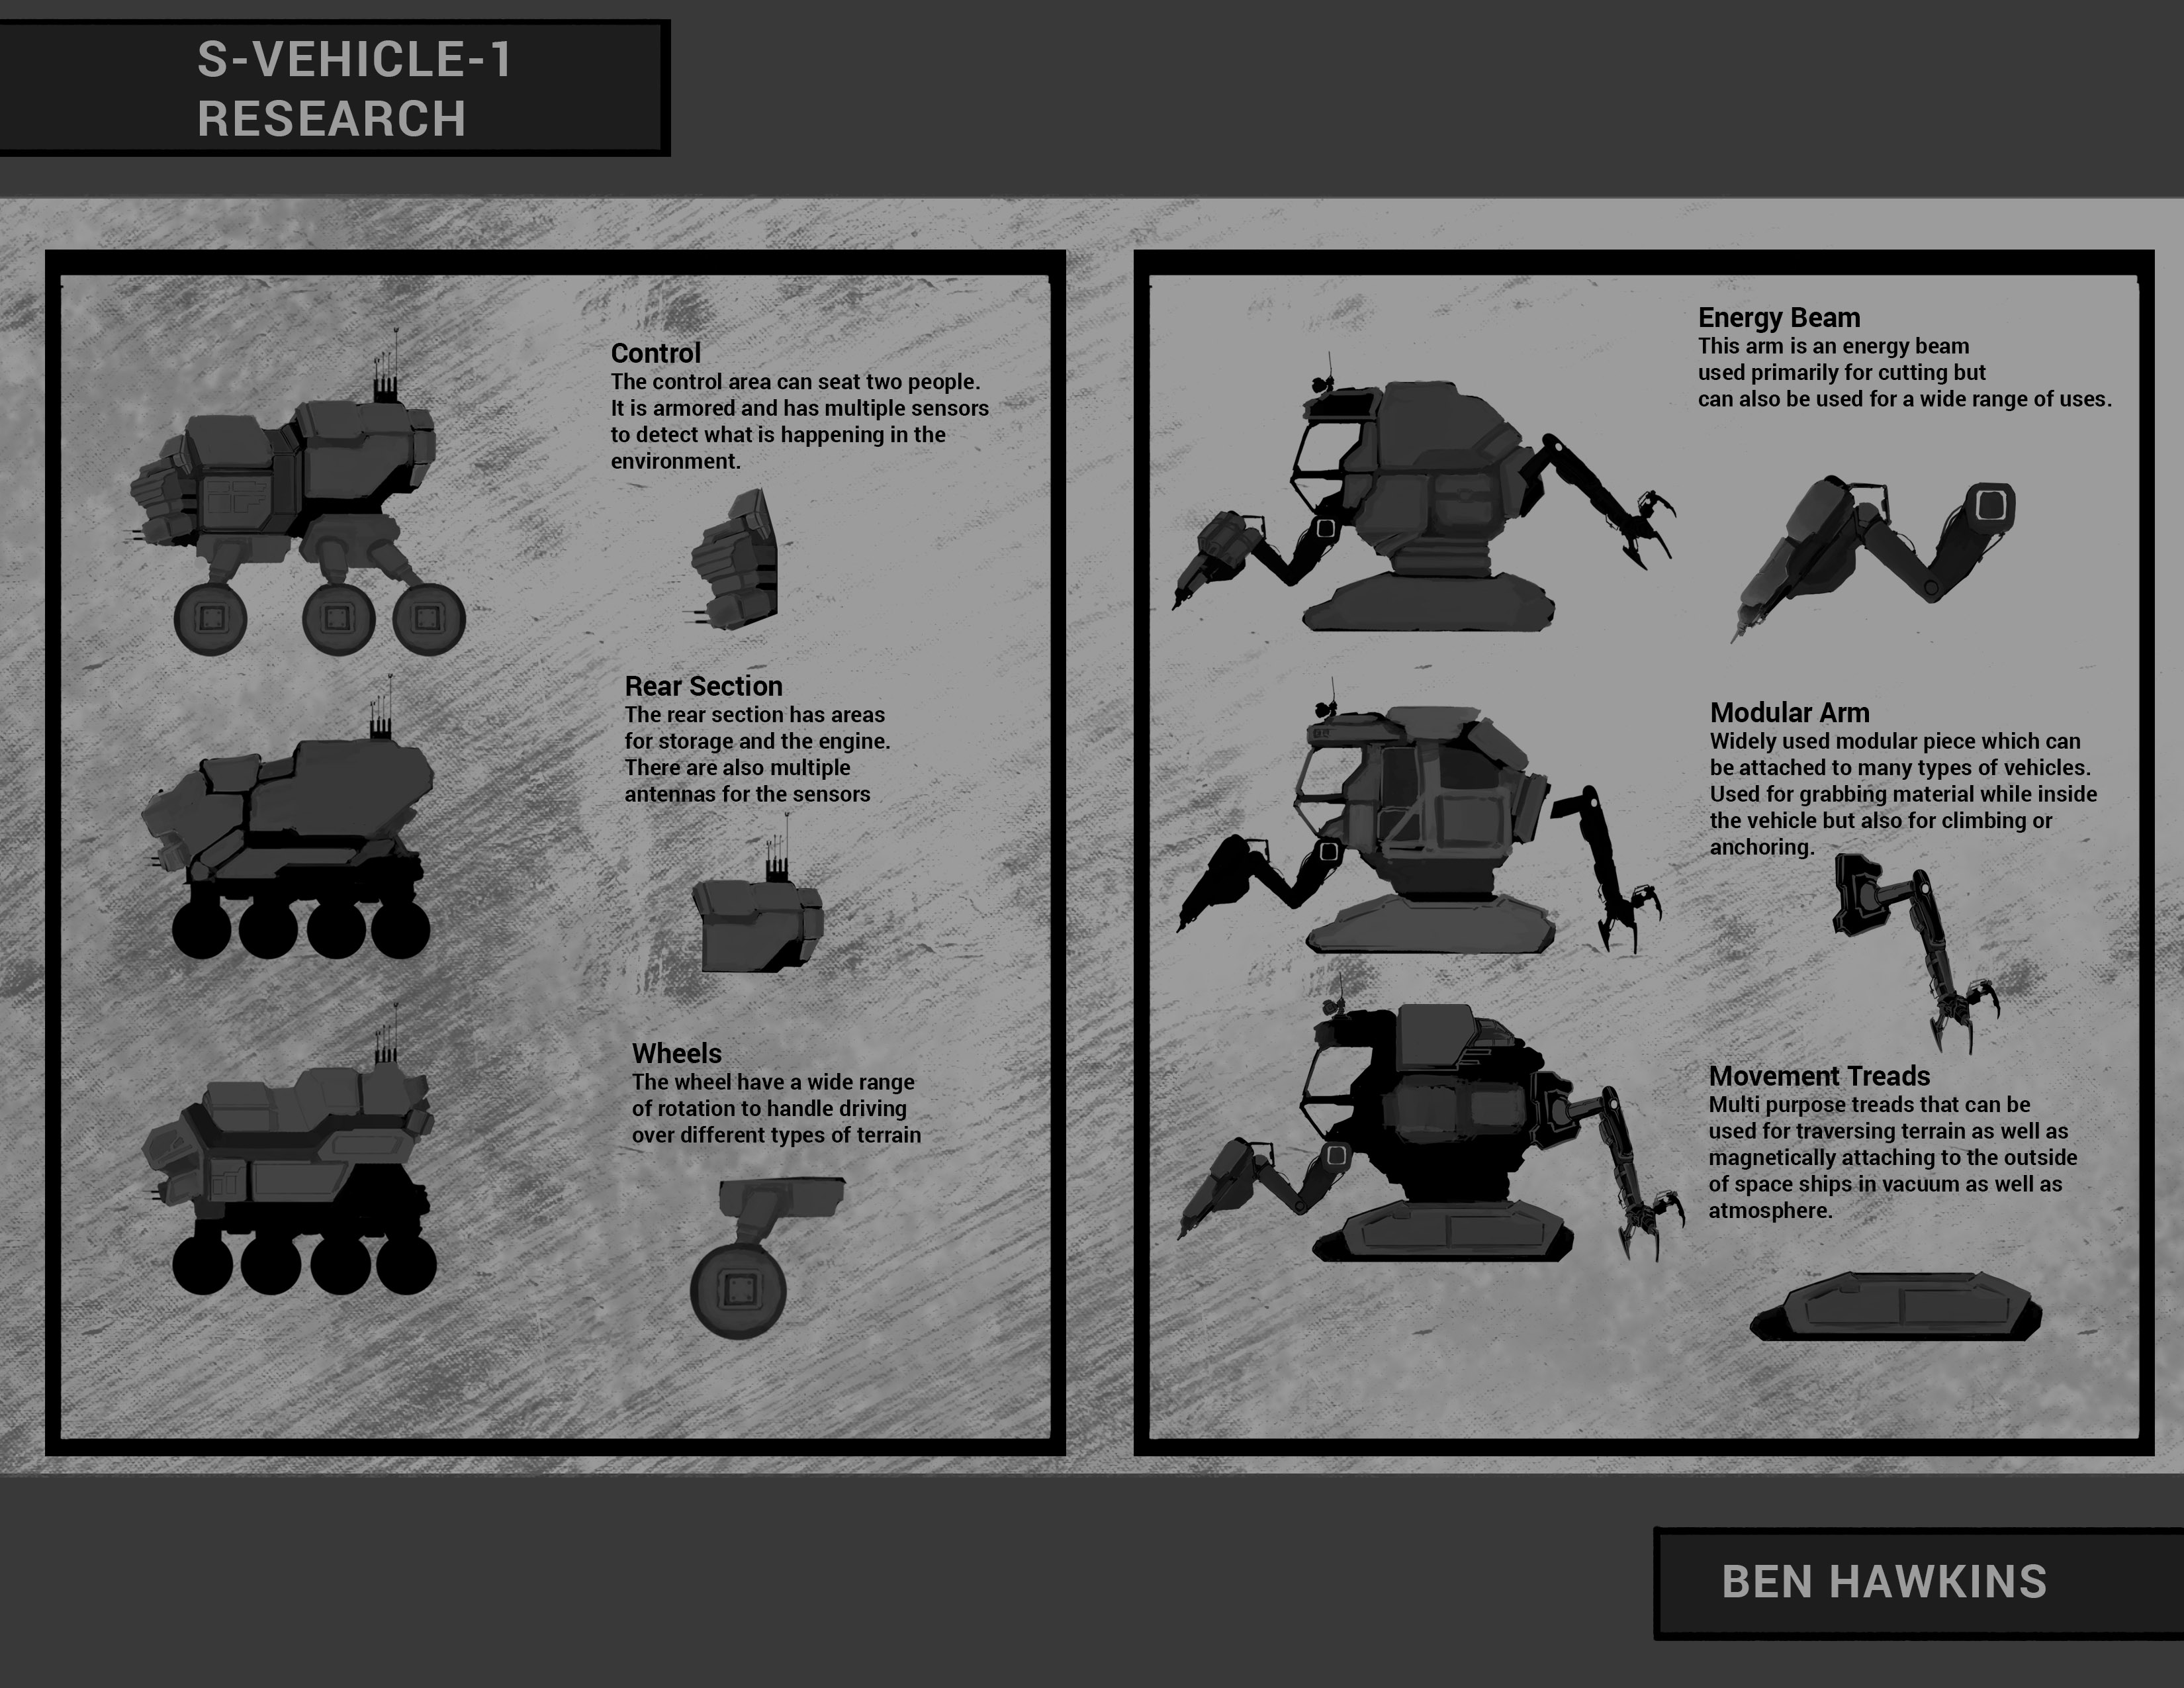 S-VEHICLE-1
RESEARCH
Control
The control area can seat two people.
It is armored and has multiple sensors
to detect what is happening in the
environment.
Rear Section
The rear section has areas
for storage and the engine.
There are also multiple
antennas for the sensors
Wheels
The wheel have a wide range
of rotation to handle driving
over different types of terrain
Energy Beam
This arm is an energy beam
used primarily for cutting but
can also be used for a wide range of uses.
Modular Arm
Widely used modular piece which can
be attached to many types of vehicles.
Used for grabbing material while inside
the vehicle but also for climbing or
anchoring.
Movement Treads
Multi purpose treads that can be
used for traversing terrain as well as
magnetically attaching to the outside
of space ships in vacuum as well as
atmosphere.
BEN HAWKINS